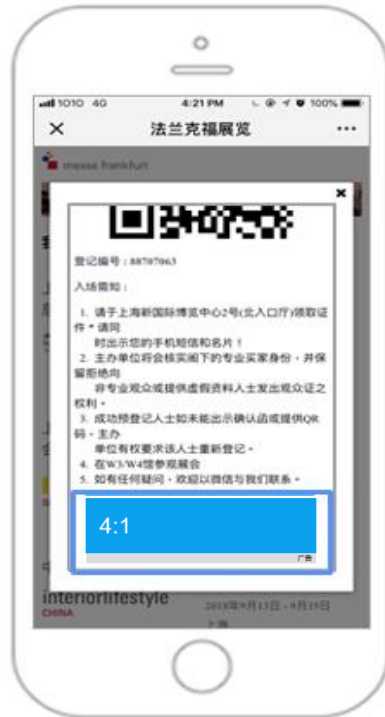 1010 4G 4:21 PM 100%
× 法兰克福展览 ···
messe frankfurt
×
登记编号：88707063
入场需知：
1. 请于上海新国际博览中心2号(北入口厅)领取证
件。请同
时出示您的手机短信和名片！
2. 主办单位将会核实阁下的专业买家身份，并保
留拒绝向
非专业观众或提供虚假资料人士发出观众证之
权利。
3. 成功预登记人士如未能出示确认函或提供QR
码，主办
单位有权要求该人士重新登记。
4. 在W3/W4馆参观展会
5. 如有任何疑问，欢迎以微信与我们联系。
4:1
广告
interiorlifestyle
CHINA
2018年9月13日 - 9月15日
上海